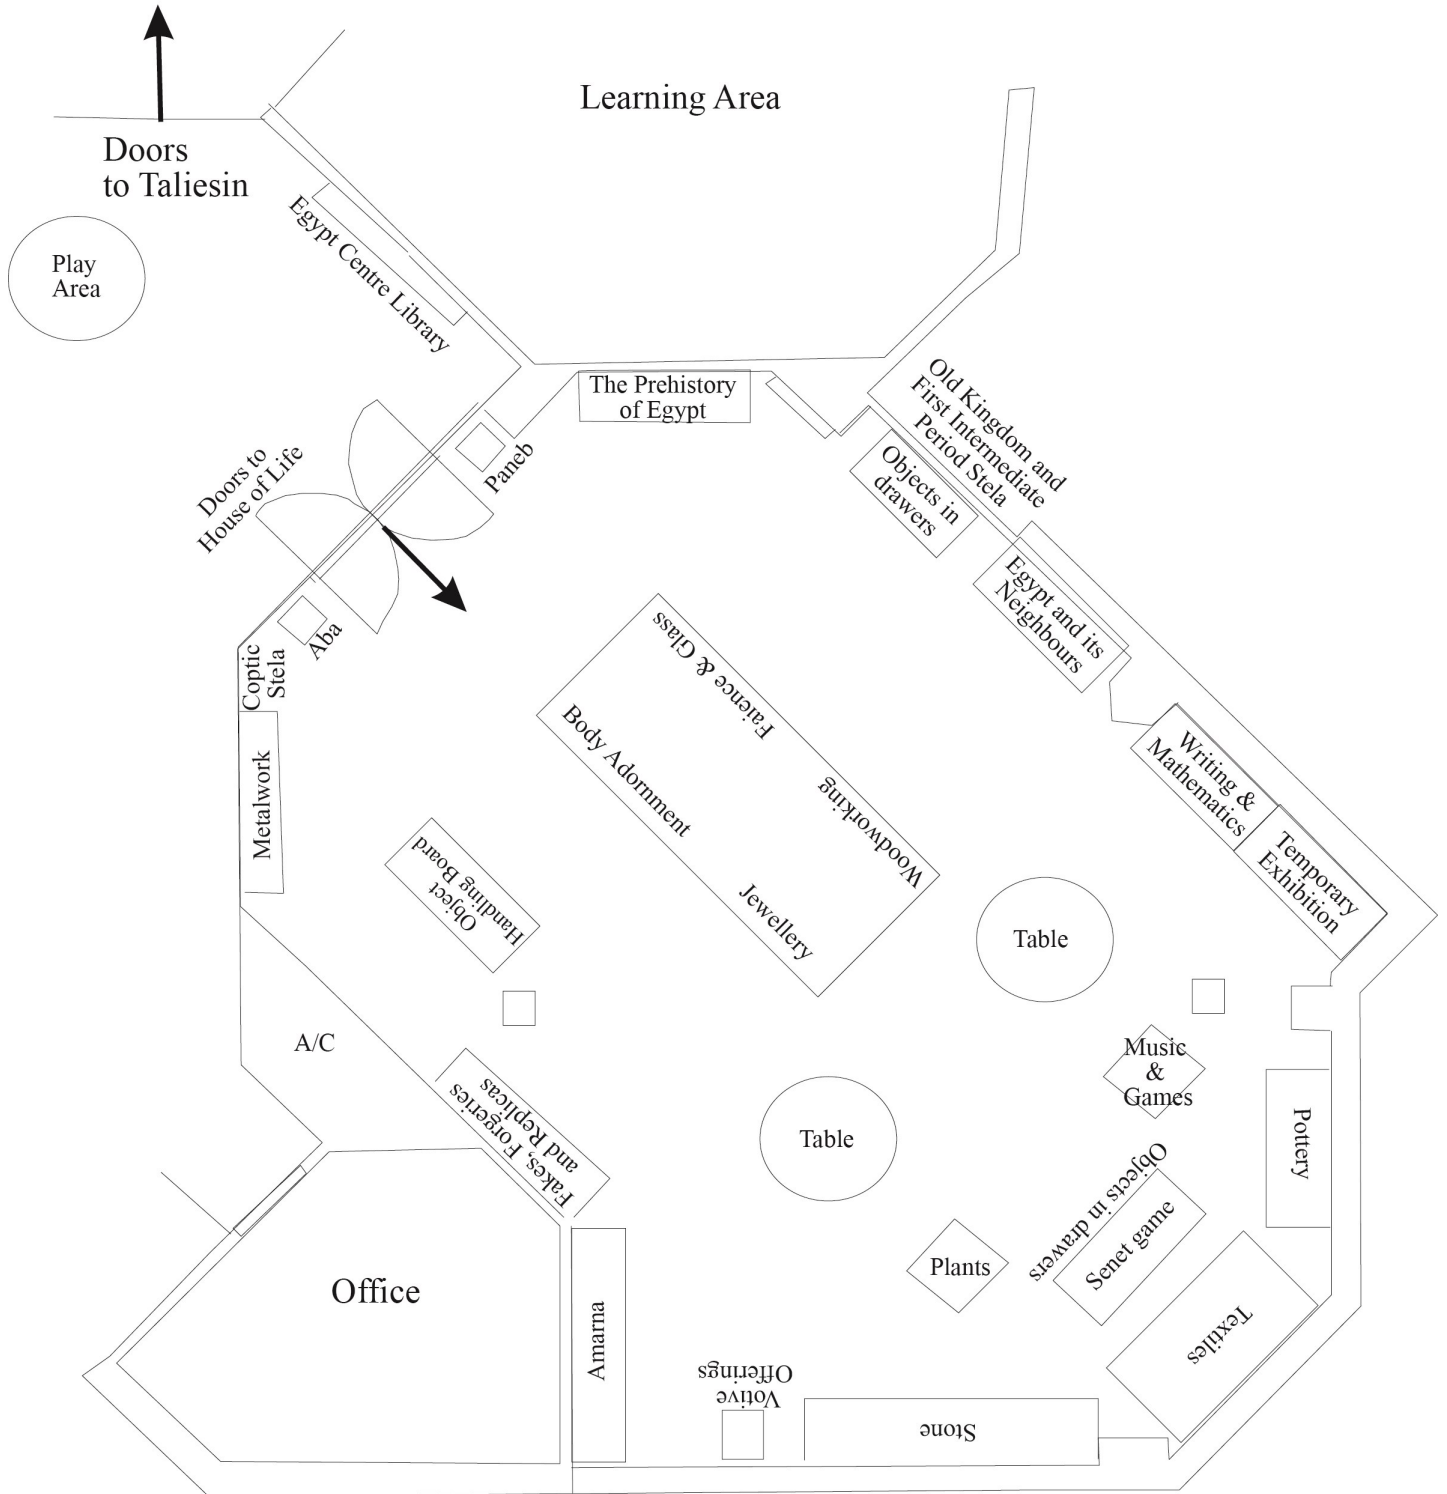 Learning Area
Doors
to Taliesin
Play
Area
Egypt Centre Library
The Prehistory
of Egypt
Old Kingdom and
First Intermediate
Period Stela
Objects in
drawers
Doors to
House of Life
Paneb
Aba
Coptic
Stela
Egypt and its
Neighbours
Faience & Glass
Body Adornment
Woodworking
Jewellery
Metalwork
Writing &
Mathematics
Temporary
Exhibition
Object
Handling Board
Table
A/C
Music
&
Games
Fakes, Forgeries
and Replicas
Table
Pottery
Objects in drawers
Senet game
Plants
Office
Amarna
Textiles
Votive
Offerings
Stone